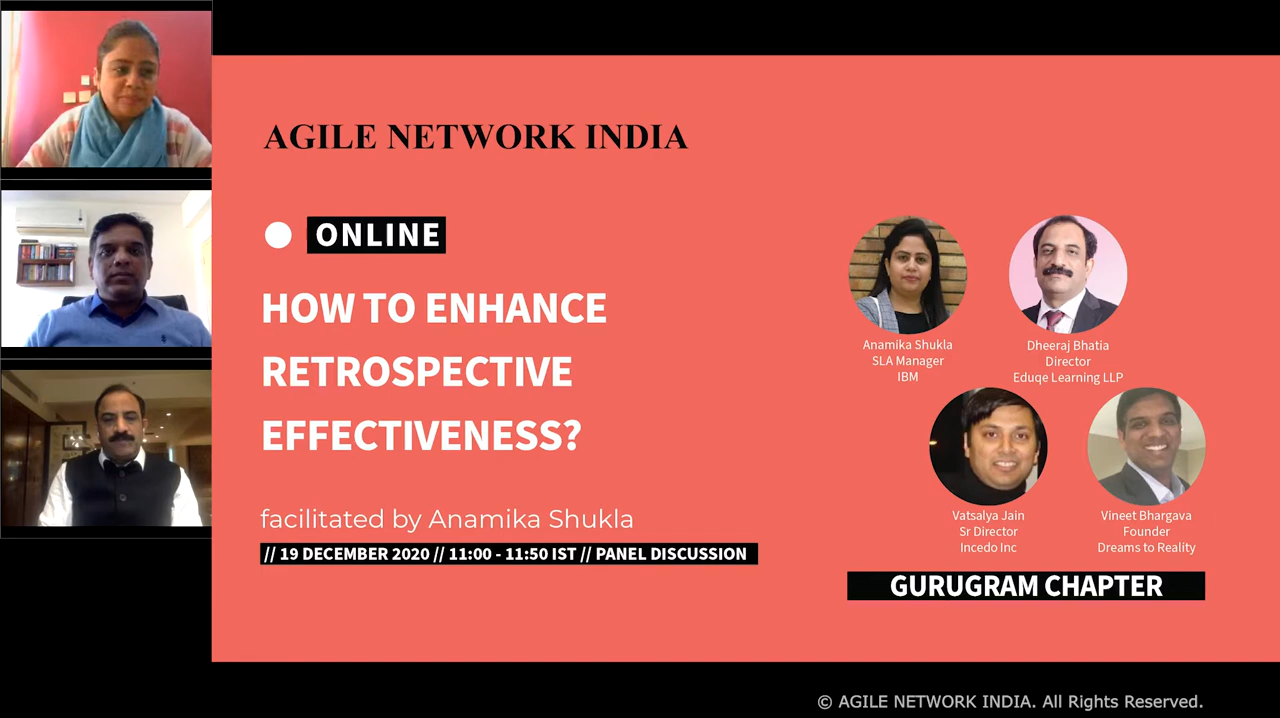 AGILE NETWORK INDIA
ONLINE
HOW TO ENHANCE
RETROSPECTIVE
EFFECTIVENESS?
facilitated by Anamika Shukla
// 19 DECEMBER 2020 // 11:00 - 11:50 IST // PANEL DISCUSSION
Anamika Shukla
SLA Manager
IBM
Dheeraj Bhatia
Director
Eduqe Learning LLP
Vatsalya Jain
Sr Director
Incedo Inc
Vineet Bhargava
Founder
Dreams to Reality
GURUGRAM CHAPTER
© AGILE NETWORK INDIA. All Rights Reserved.